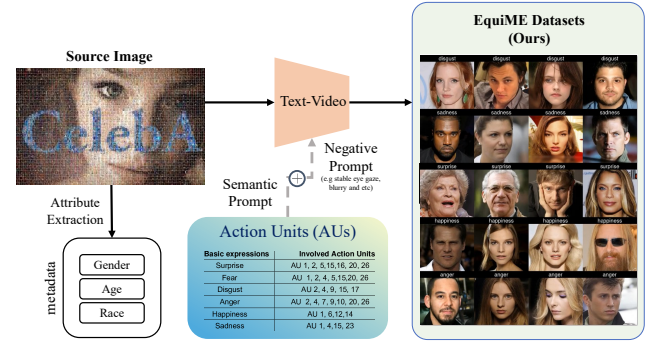 EquiME Datasets
(Ours)
Source Image
CelebA
Text-Video
Negative
Prompt
(e.g stable eye gaze,
blurry and etc)
Semantic
Prompt
Attribute
Extraction
metadata
Gender
Age
Race
Action Units (AUs)
Basic expressions Involved Action Units
Surprise AU 1, 2, 5,15,16, 20, 26
Fear AU 1, 2, 4, 5,15,20, 26
Disgust AU 2, 4, 9, 15, 17
Anger AU 2, 4, 7, 9,10, 20, 26
Happiness AU 1, 6,12,14
Sadness AU 1, 4,15, 23
disgust disgust disgust disgust
sadness sadness sadness sadness
surprise surprise surprise surprise
happiness happiness happiness happiness
anger anger anger anger